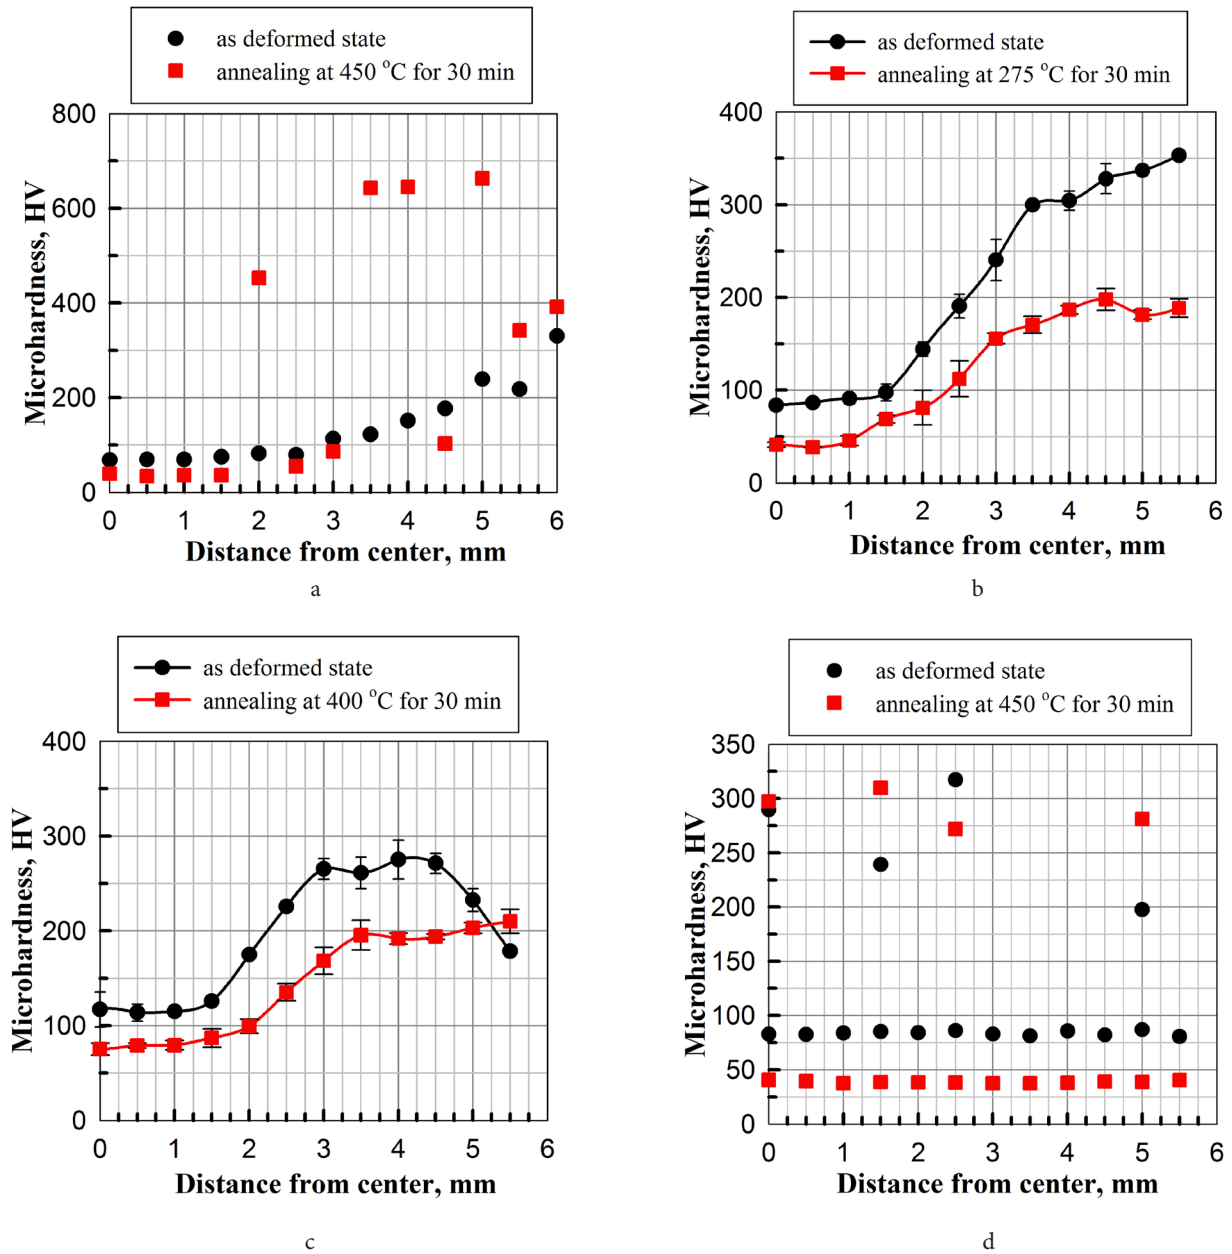 as deformed state
annealing at 450 °C for 30 min
800
600
400
200
0
Microhardness, HV
0 1 2 3 4 5 6
Distance from center, mm
a
as deformed state
annealing at 275 °C for 30 min
400
300
200
100
0
Microhardness, HV
0 1 2 3 4 5 6
Distance from center, mm
b
as deformed state
annealing at 400 °C for 30 min
400
300
200
100
0
Microhardness, HV
0 1 2 3 4 5 6
Distance from center, mm
c
as deformed state
annealing at 450 °C for 30 min
350
300
250
200
150
100
50
0
Microhardness, HV
0 1 2 3 4 5 6
Distance from center, mm
d